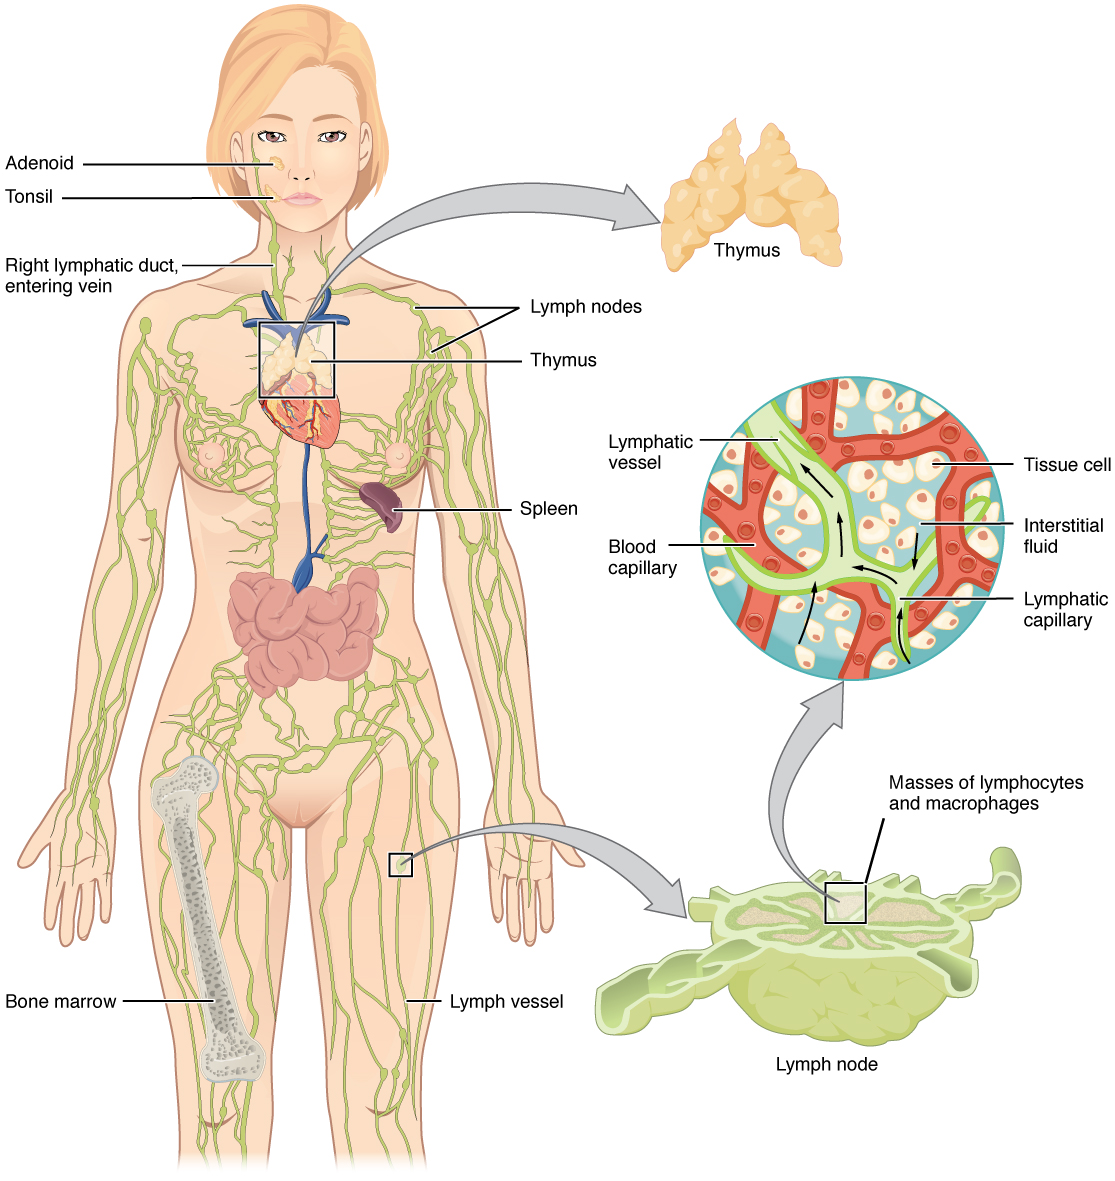 Adenoid
Tonsil
Right lymphatic duct,
entering vein
Thymus
Lymph nodes
Thymus
Spleen
Lymphatic
vessel
Blood
capillary
Tissue cell
Interstitial
fluid
Lymphatic
capillary
Masses of lymphocytes
and macrophages
Bone marrow
Lymph vessel
Lymph node